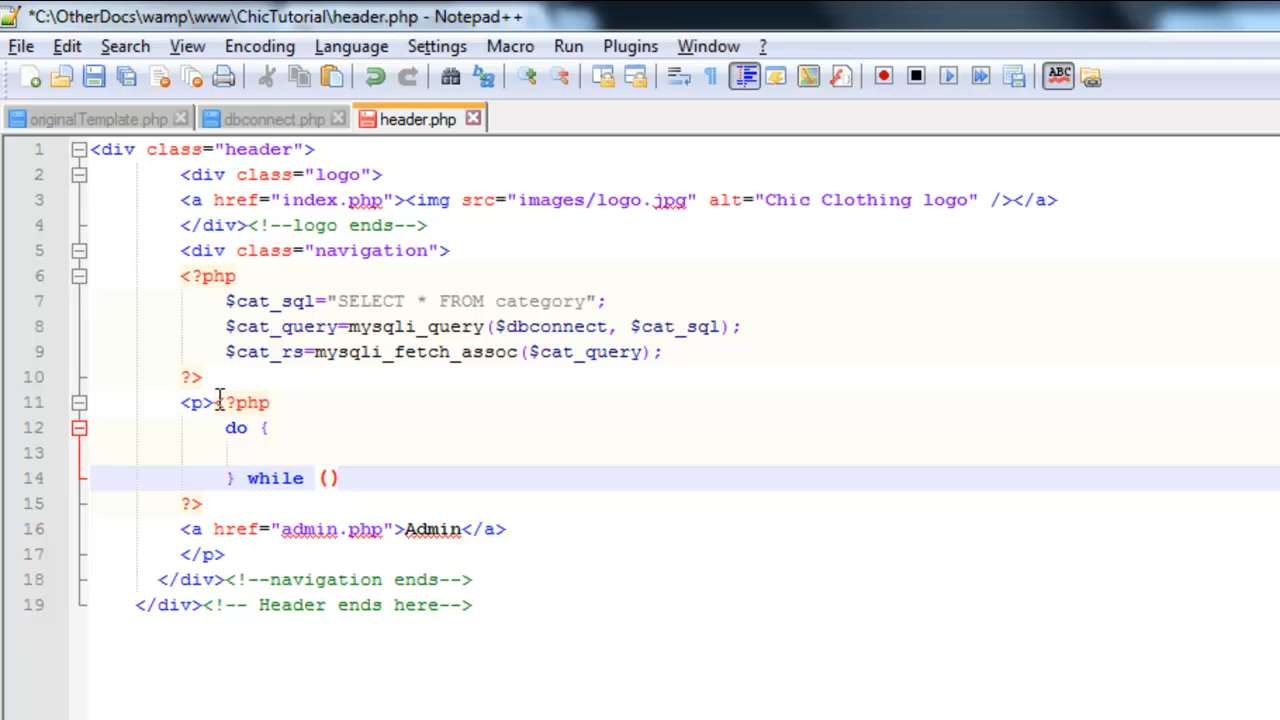 *C:\OtherDocs\wamp\www\ChicTutorial\header.php - Notepad++
File Edit Search View Encoding Language Settings Macro Run Plugins Window ?
ABC
originalTemplate.php dbconnect.php header.php
1 <div class="header">
2 <div class="logo">
3 <a href="index.php"><img src="images/logo.jpg" alt="Chic Clothing logo" /></a>
4 </div><!--logo ends-->
5 <div class="navigation">
6 <?php
7 $cat_sql="SELECT * FROM category";
8 $cat_query=mysqli_query($dbconnect, $cat_sql);
9 $cat_rs=mysqli_fetch_assoc($cat_query);
10 ?>
11 <p><?php
12 do {
13
14 } while ()
15 ?>
16 <a href="admin.php">Admin</a>
17 </p>
18 </div><!--navigation ends-->
19 </div><!-- Header ends here-->